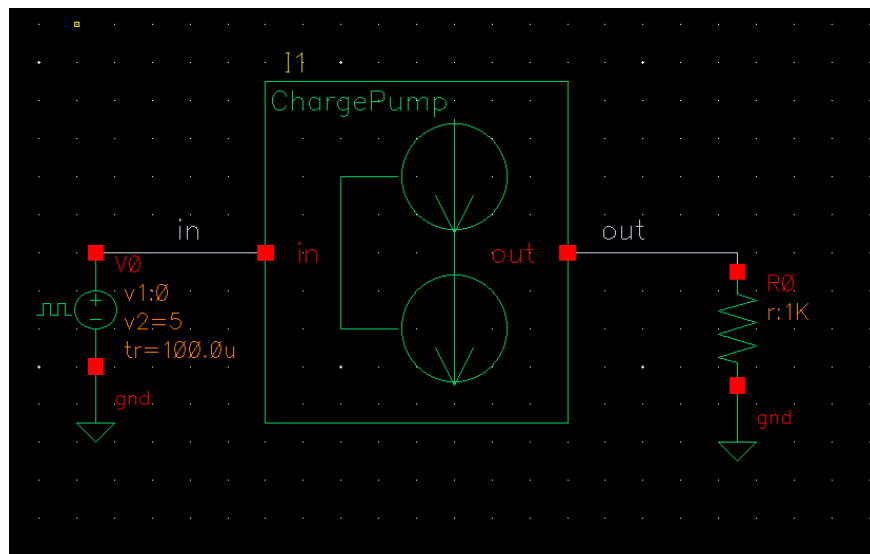 I1
ChargePump
in
in
out
out
V0
v1:0
v2=5
tr=100.0u
gnd
R0
r:1K
gnd